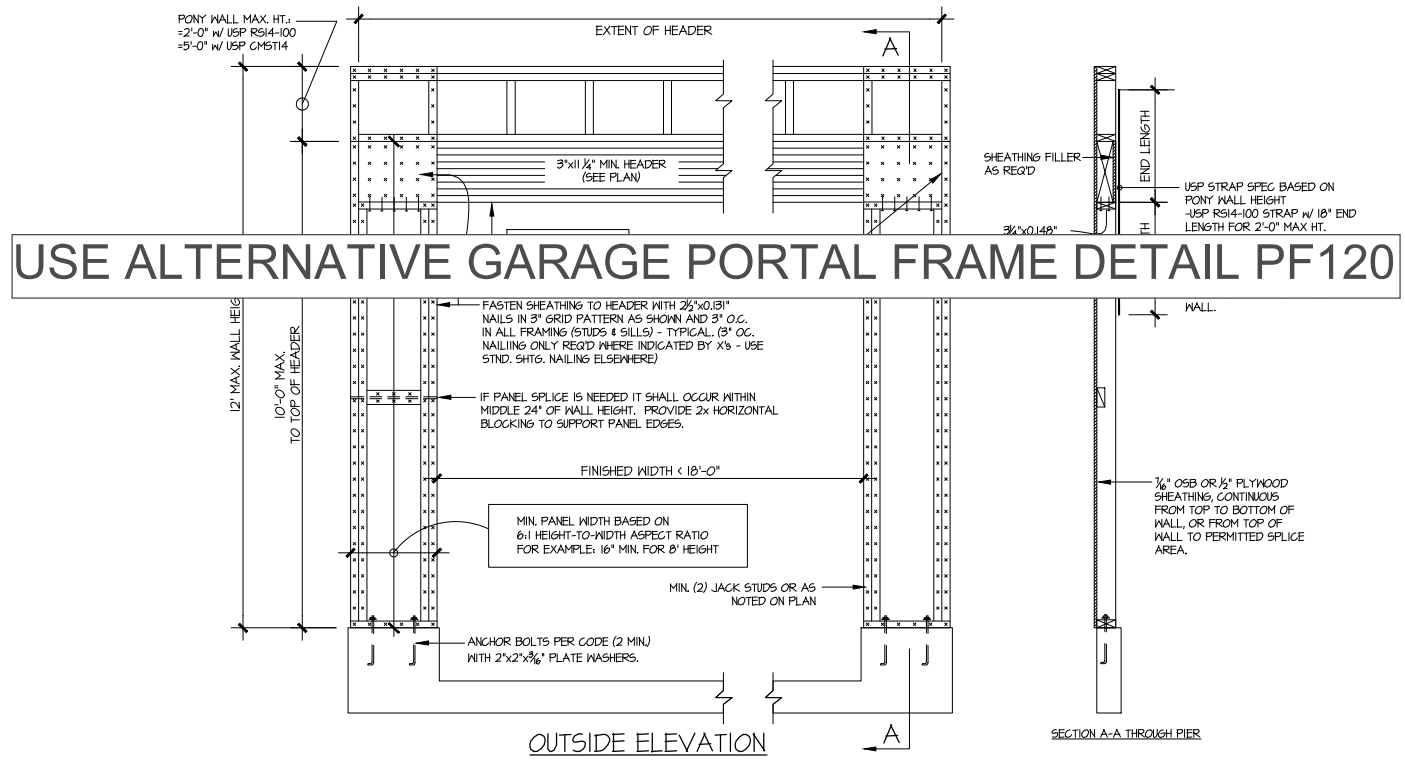 PONY WALL MAX. HT.:
=2'-0" W/ USP RS14-100
=5'-0" W/ USP CMST14
EXTENT OF HEADER
A
3"x11 1/4" MIN. HEADER
(SEE PLAN)
SHEATHING FILLER
AS REQ'D
END LENGTH
USP STRAP SPEC BASED ON
PONY WALL HEIGHT
-USP RS14-100 STRAP W/ 18" END
LENGTH FOR 2'-0" MAX HT.
USE ALTERNATIVE GARAGE PORTAL FRAME DETAIL PF120
WALL.
12' MAX. WALL
10'-0" MAX.
TO TOP OF HEADER
FASTEN SHEATHING TO HEADER WITH 2 1/2"x0.131"
NAILS IN 3" GRID PATTERN AS SHOWN AND 3" O.C.
IN ALL FRAMING (STUDS & SILLS) - TYPICAL. (3" OC.
NAILING ONLY REQ'D WHERE INDICATED BY X'S - USE
STND. SHTG. NAILING ELSEWHERE)
IF PANEL SPLICE IS NEEDED IT SHALL OCCUR WITHIN
MIDDLE 24" OF WALL HEIGHT. PROVIDE 2x HORIZONTAL
BLOCKING TO SUPPORT PANEL EDGES.
FINISHED WIDTH < 18'-0"
7/16" OSB OR 1/2" PLYWOOD
SHEATHING, CONTINUOUS
FROM TOP TO BOTTOM OF
WALL, OR FROM TOP OF
WALL TO PERMITTED SPLICE
AREA.
MIN. PANEL WIDTH BASED ON
6:1 HEIGHT-TO-WIDTH ASPECT RATIO
FOR EXAMPLE: 16" MIN. FOR 8' HEIGHT
MIN. (2) JACK STUDS OR AS
NOTED ON PLAN
ANCHOR BOLTS PER CODE (2 MIN.)
WITH 2"x2"x3/16" PLATE WASHERS.
A
OUTSIDE ELEVATION
SECTION A-A THROUGH PIER